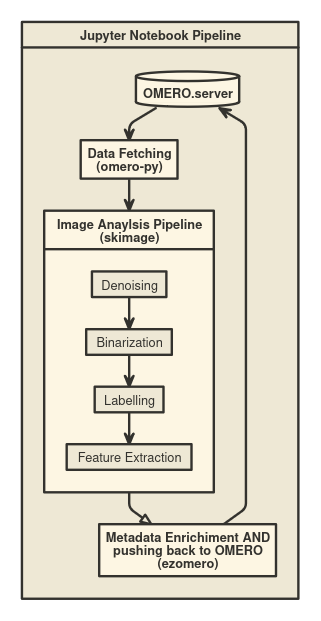 Jupyter Notebook Pipeline
OMERO.server
Data Fetching
(omero-py)
Image Anaylsis Pipeline
(skimage)
Denoising
Binarization
Labelling
Feature Extraction
Metadata Enrichiment AND
pushing back to OMERO
(ezomero)